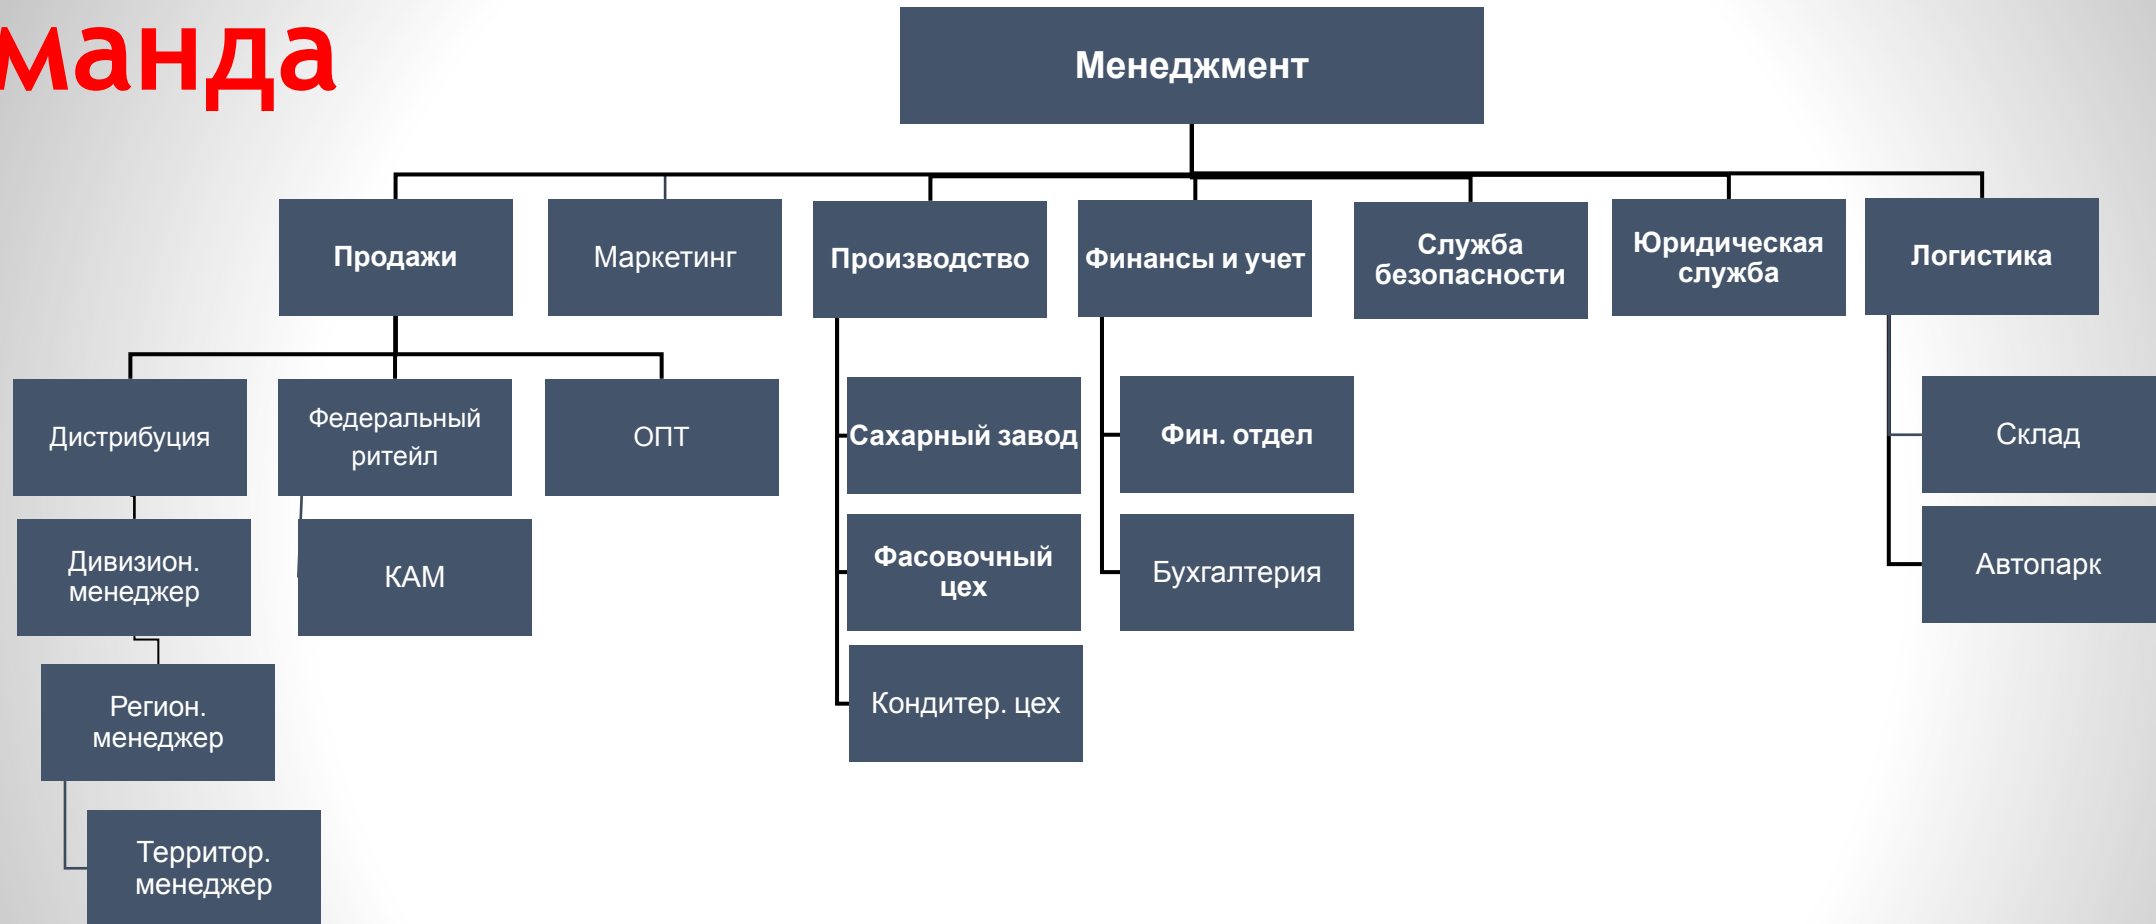 манда
Менеджмент
Продажи
Маркетинг
Производство
Финансы и учет
Служба
безопасности
Юридическая
служба
Логистика
Дистрибуция
Федеральный
ритейл
ОПТ
Сахарный завод
Фин. отдел
Склад
Дивизион.
менеджер
КАМ
Фасовочный
цех
Бухгалтерия
Автопарк
Регион.
менеджер
Кондитер. цех
Территор.
менеджер